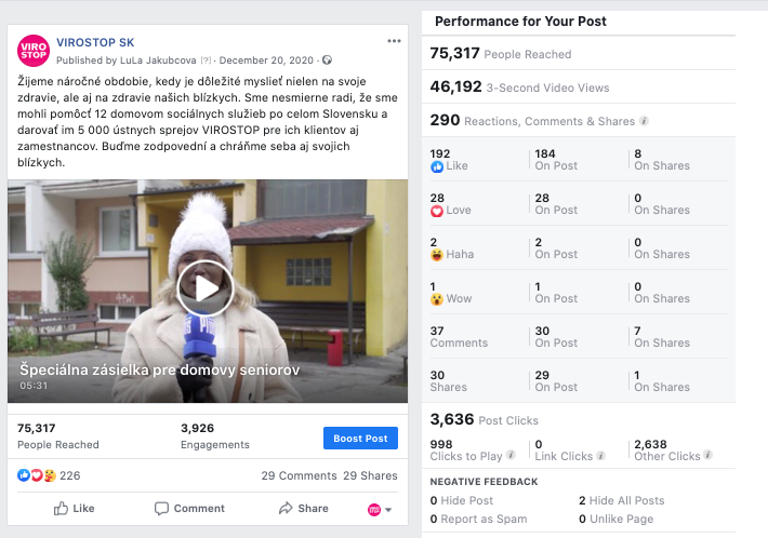 VIRO
STOP
VIROSTOP SK
Published by LuLa Jakubcova [?] · December 20, 2020 ·
Žijeme náročné obdobie, kedy je dôležité myslieť nielen na svoje
zdravie, ale aj na zdravie našich blízkych. Sme nesmierne radi, že sme
mohli pomôcť 12 domovom sociálnych služieb po celom Slovensku a
darovať im 5 000 ústnych sprejov VIROSTOP pre ich klientov aj
zamestnancov. Buďme zodpovední a chráňme seba aj svojich
blízkych.
Špeciálna zásielka pre domovy seniorov
05:31
75,317
People Reached
3,926
Engagements
Boost Post
226
29 Comments 29 Shares
Like
Comment
Share
Performance for Your Post
75,317 People Reached
46,192 3-Second Video Views
290 Reactions, Comments & Shares
192
Like
184
On Post
8
On Shares
28
Love
28
On Post
0
On Shares
2
Haha
2
On Post
0
On Shares
1
Wow
1
On Post
0
On Shares
37
Comments
30
On Post
7
On Shares
30
Shares
29
On Post
1
On Shares
3,636 Post Clicks
998
Clicks to Play
0
Link Clicks
2,638
Other Clicks
NEGATIVE FEEDBACK
0 Hide Post
2 Hide All Posts
0 Report as Spam
0 Unlike Page